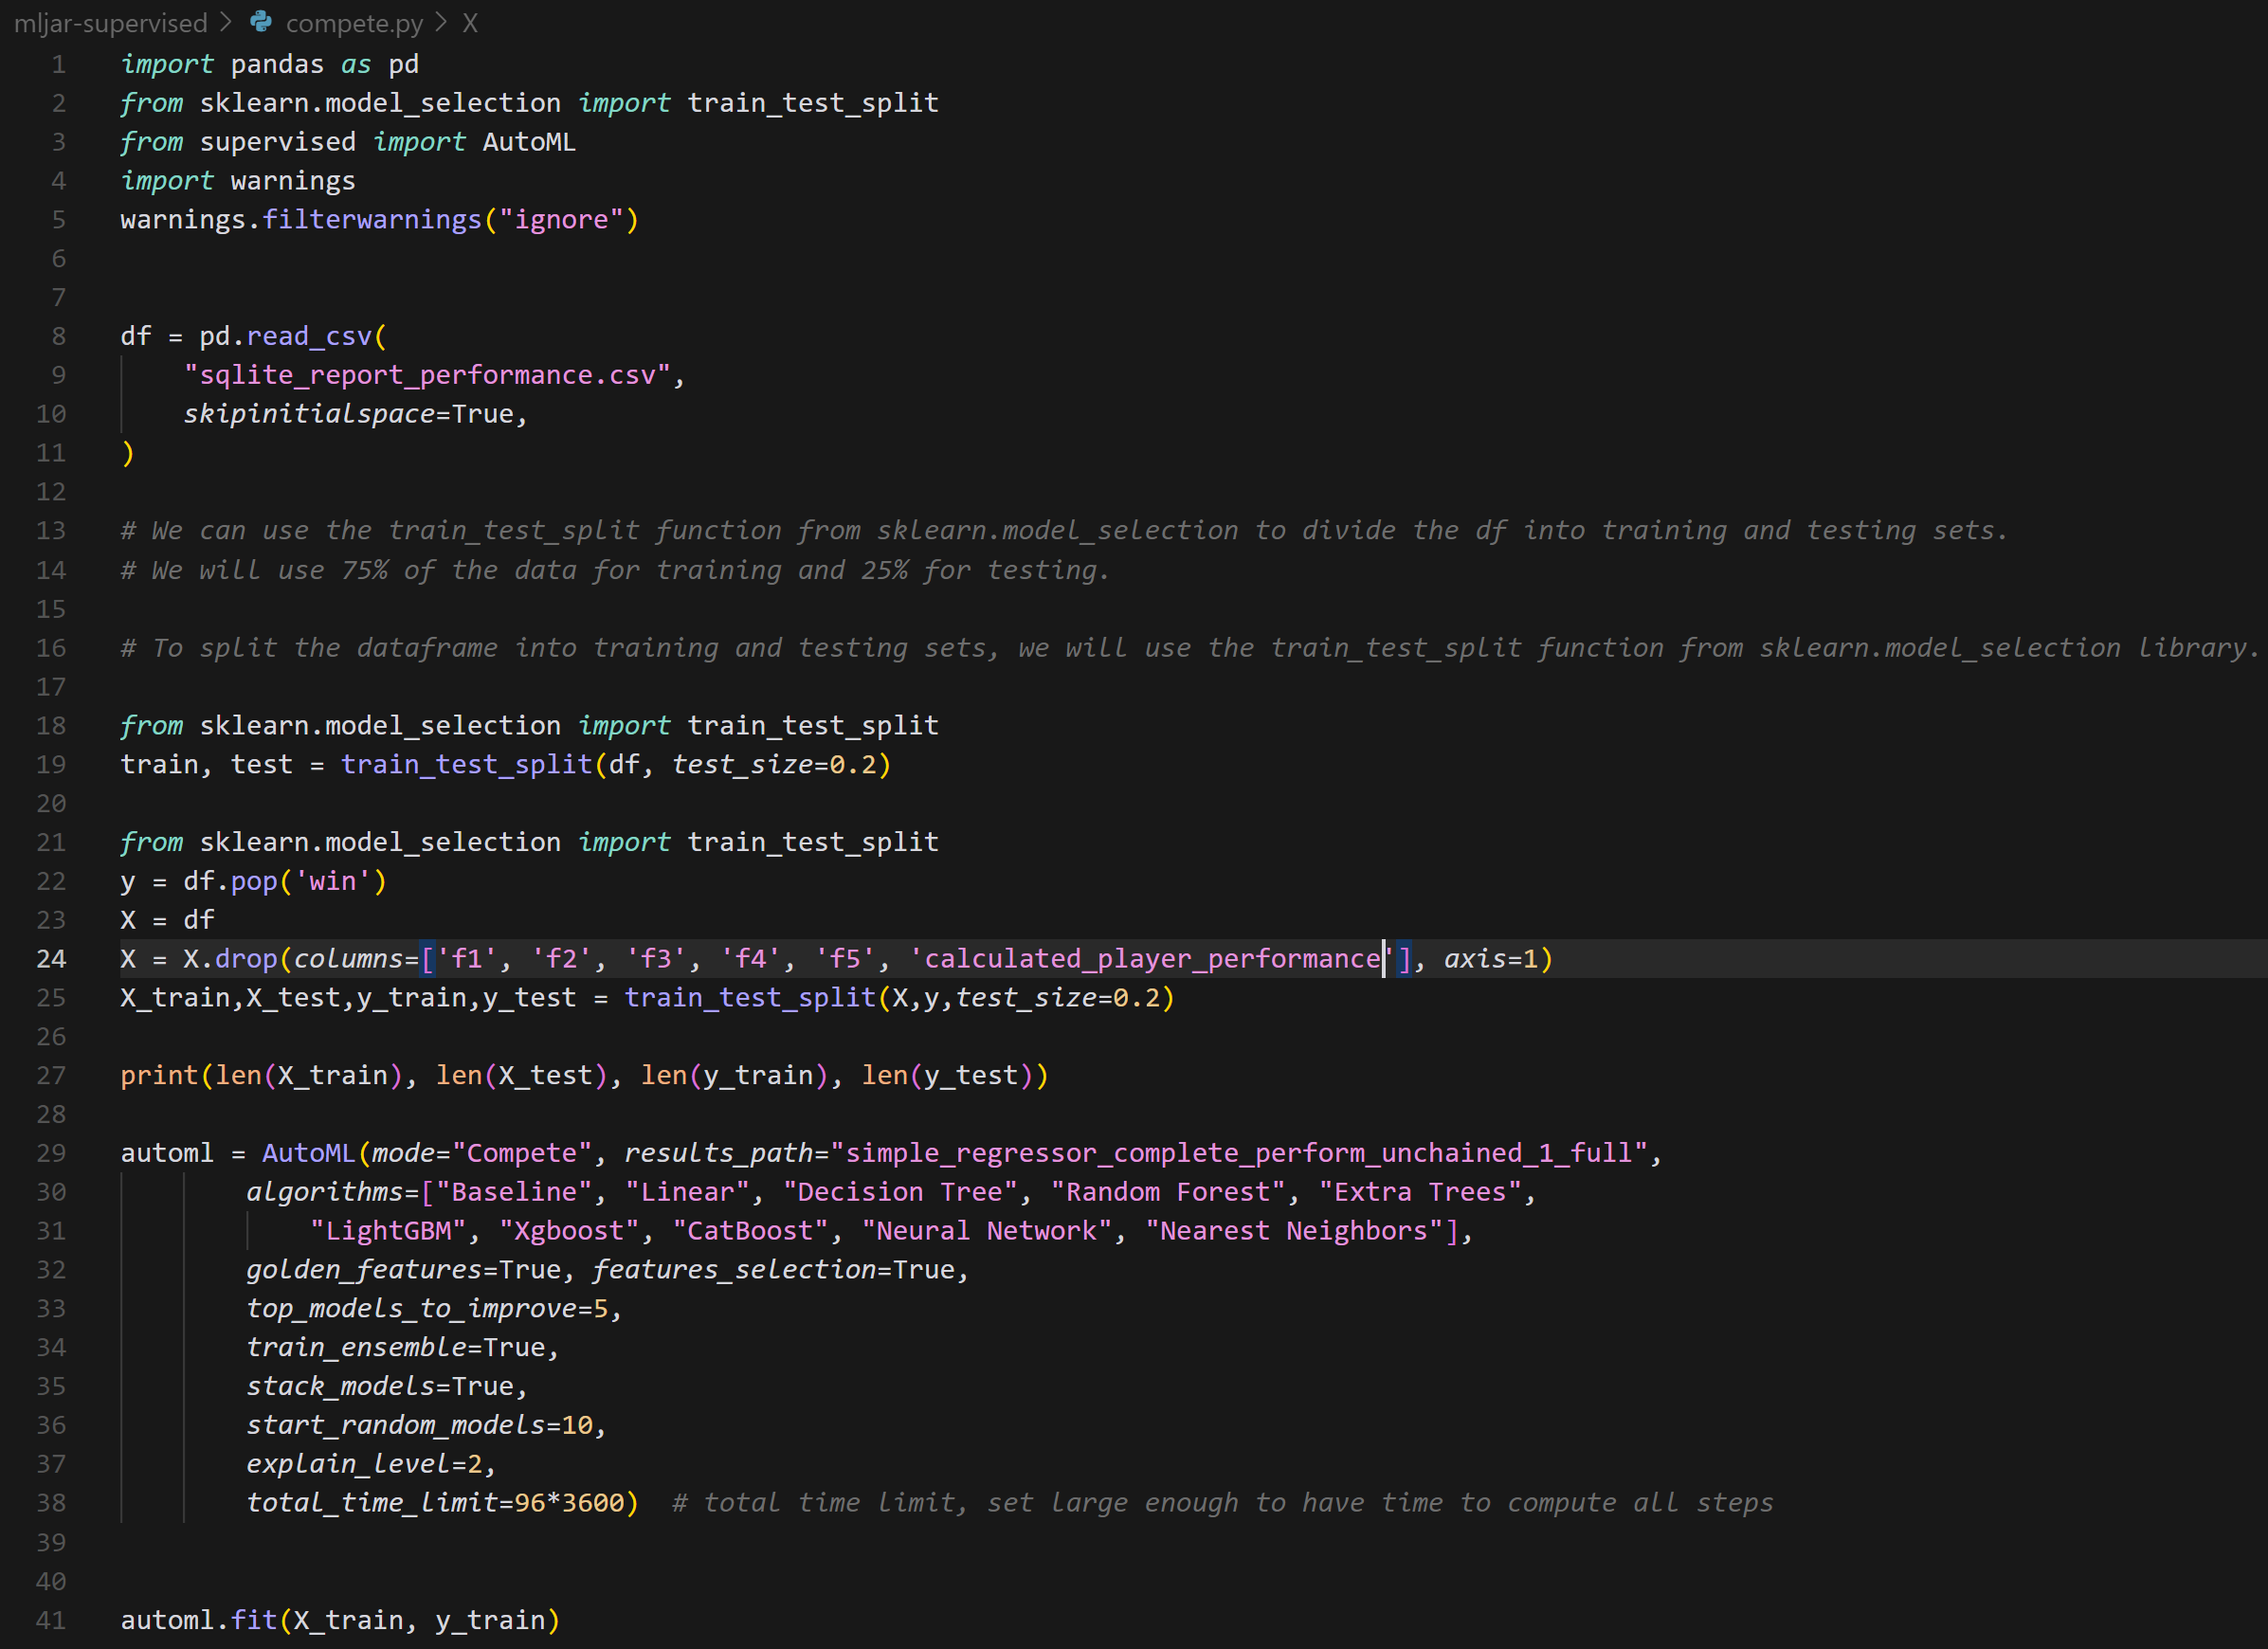 mljar-supervised > compete.py > X
1 import pandas as pd
2 from sklearn.model_selection import train_test_split
3 from supervised import AutoML
4 import warnings
5 warnings.filterwarnings("ignore")
6
7
8 df = pd.read_csv(
9     "sqlite_report_performance.csv",
10     skipinitialspace=True,
11 )
12
13 # We can use the train_test_split function from sklearn.model_selection to divide the df into training and testing sets.
14 # We will use 75% of the data for training and 25% for testing.
15
16 # To split the dataframe into training and testing sets, we will use the train_test_split function from sklearn.model_selection library.
17
18 from sklearn.model_selection import train_test_split
19 train, test = train_test_split(df, test_size=0.2)
20
21 from sklearn.model_selection import train_test_split
22 y = df.pop('win')
23 X = df
24 X = X.drop(columns=['f1', 'f2', 'f3', 'f4', 'f5', 'calculated_player_performance'], axis=1)
25 X_train,X_test,y_train,y_test = train_test_split(X,y,test_size=0.2)
26
27 print(len(X_train), len(X_test), len(y_train), len(y_test))
28
29 automl = AutoML(mode="Compete", results_path="simple_regressor_complete_perform_unchained_1_full",
30         algorithms=["Baseline", "Linear", "Decision Tree", "Random Forest", "Extra Trees",
31             "LightGBM", "Xgboost", "CatBoost", "Neural Network", "Nearest Neighbors"],
32         golden_features=True, features_selection=True,
33         top_models_to_improve=5,
34         train_ensemble=True,
35         stack_models=True,
36         start_random_models=10,
37         explain_level=2,
38         total_time_limit=96*3600)  # total time limit, set large enough to have time to compute all steps
39
40
41 automl.fit(X_train, y_train)